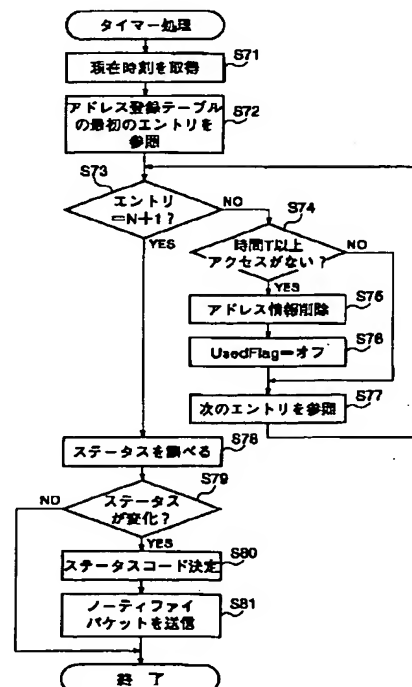 タイマー処理
S71
現在時刻を取得
S72
アドレス登録テーブル
の最初のエントリを
参照
S73
エントリ
=N+1?
NO
YES
S74
時間T以上
アクセスがない?
NO
YES
S75
アドレス情報削除
S76
UsedFlag=オフ
S77
次のエントリを参照
S78
ステータスを調べる
S79
ステータス
が変化?
NO
YES
S80
ステータスコード決定
S81
ノーティファイ
パケットを送信
終了